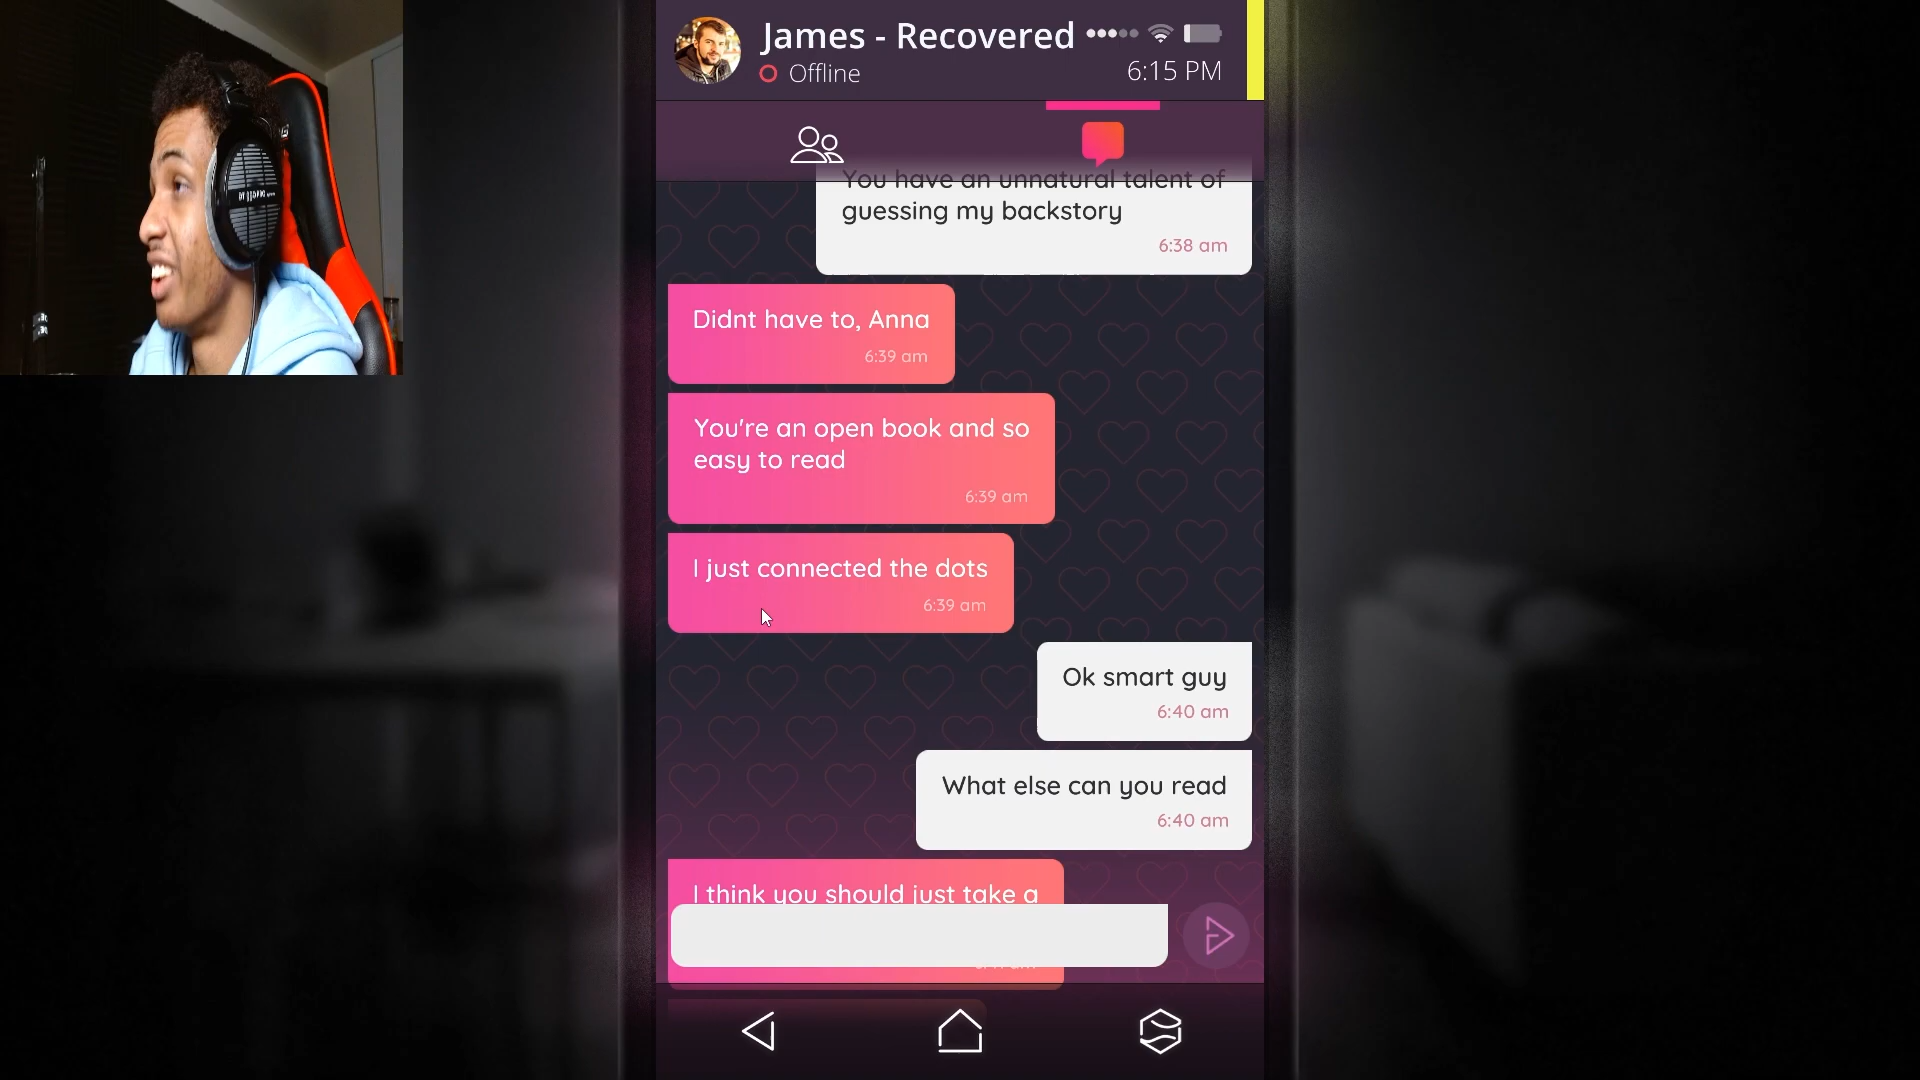 James - Recovered
Offline
6:15 PM
You have an unnatural talent of
guessing my backstory
6:38 am
Didnt have to, Anna
6:39 am
You're an open book and so
easy to read
6:39 am
I just connected the dots
6:39 am
Ok smart guy
6:40 am
What else can you read
6:40 am
I think you should just take a